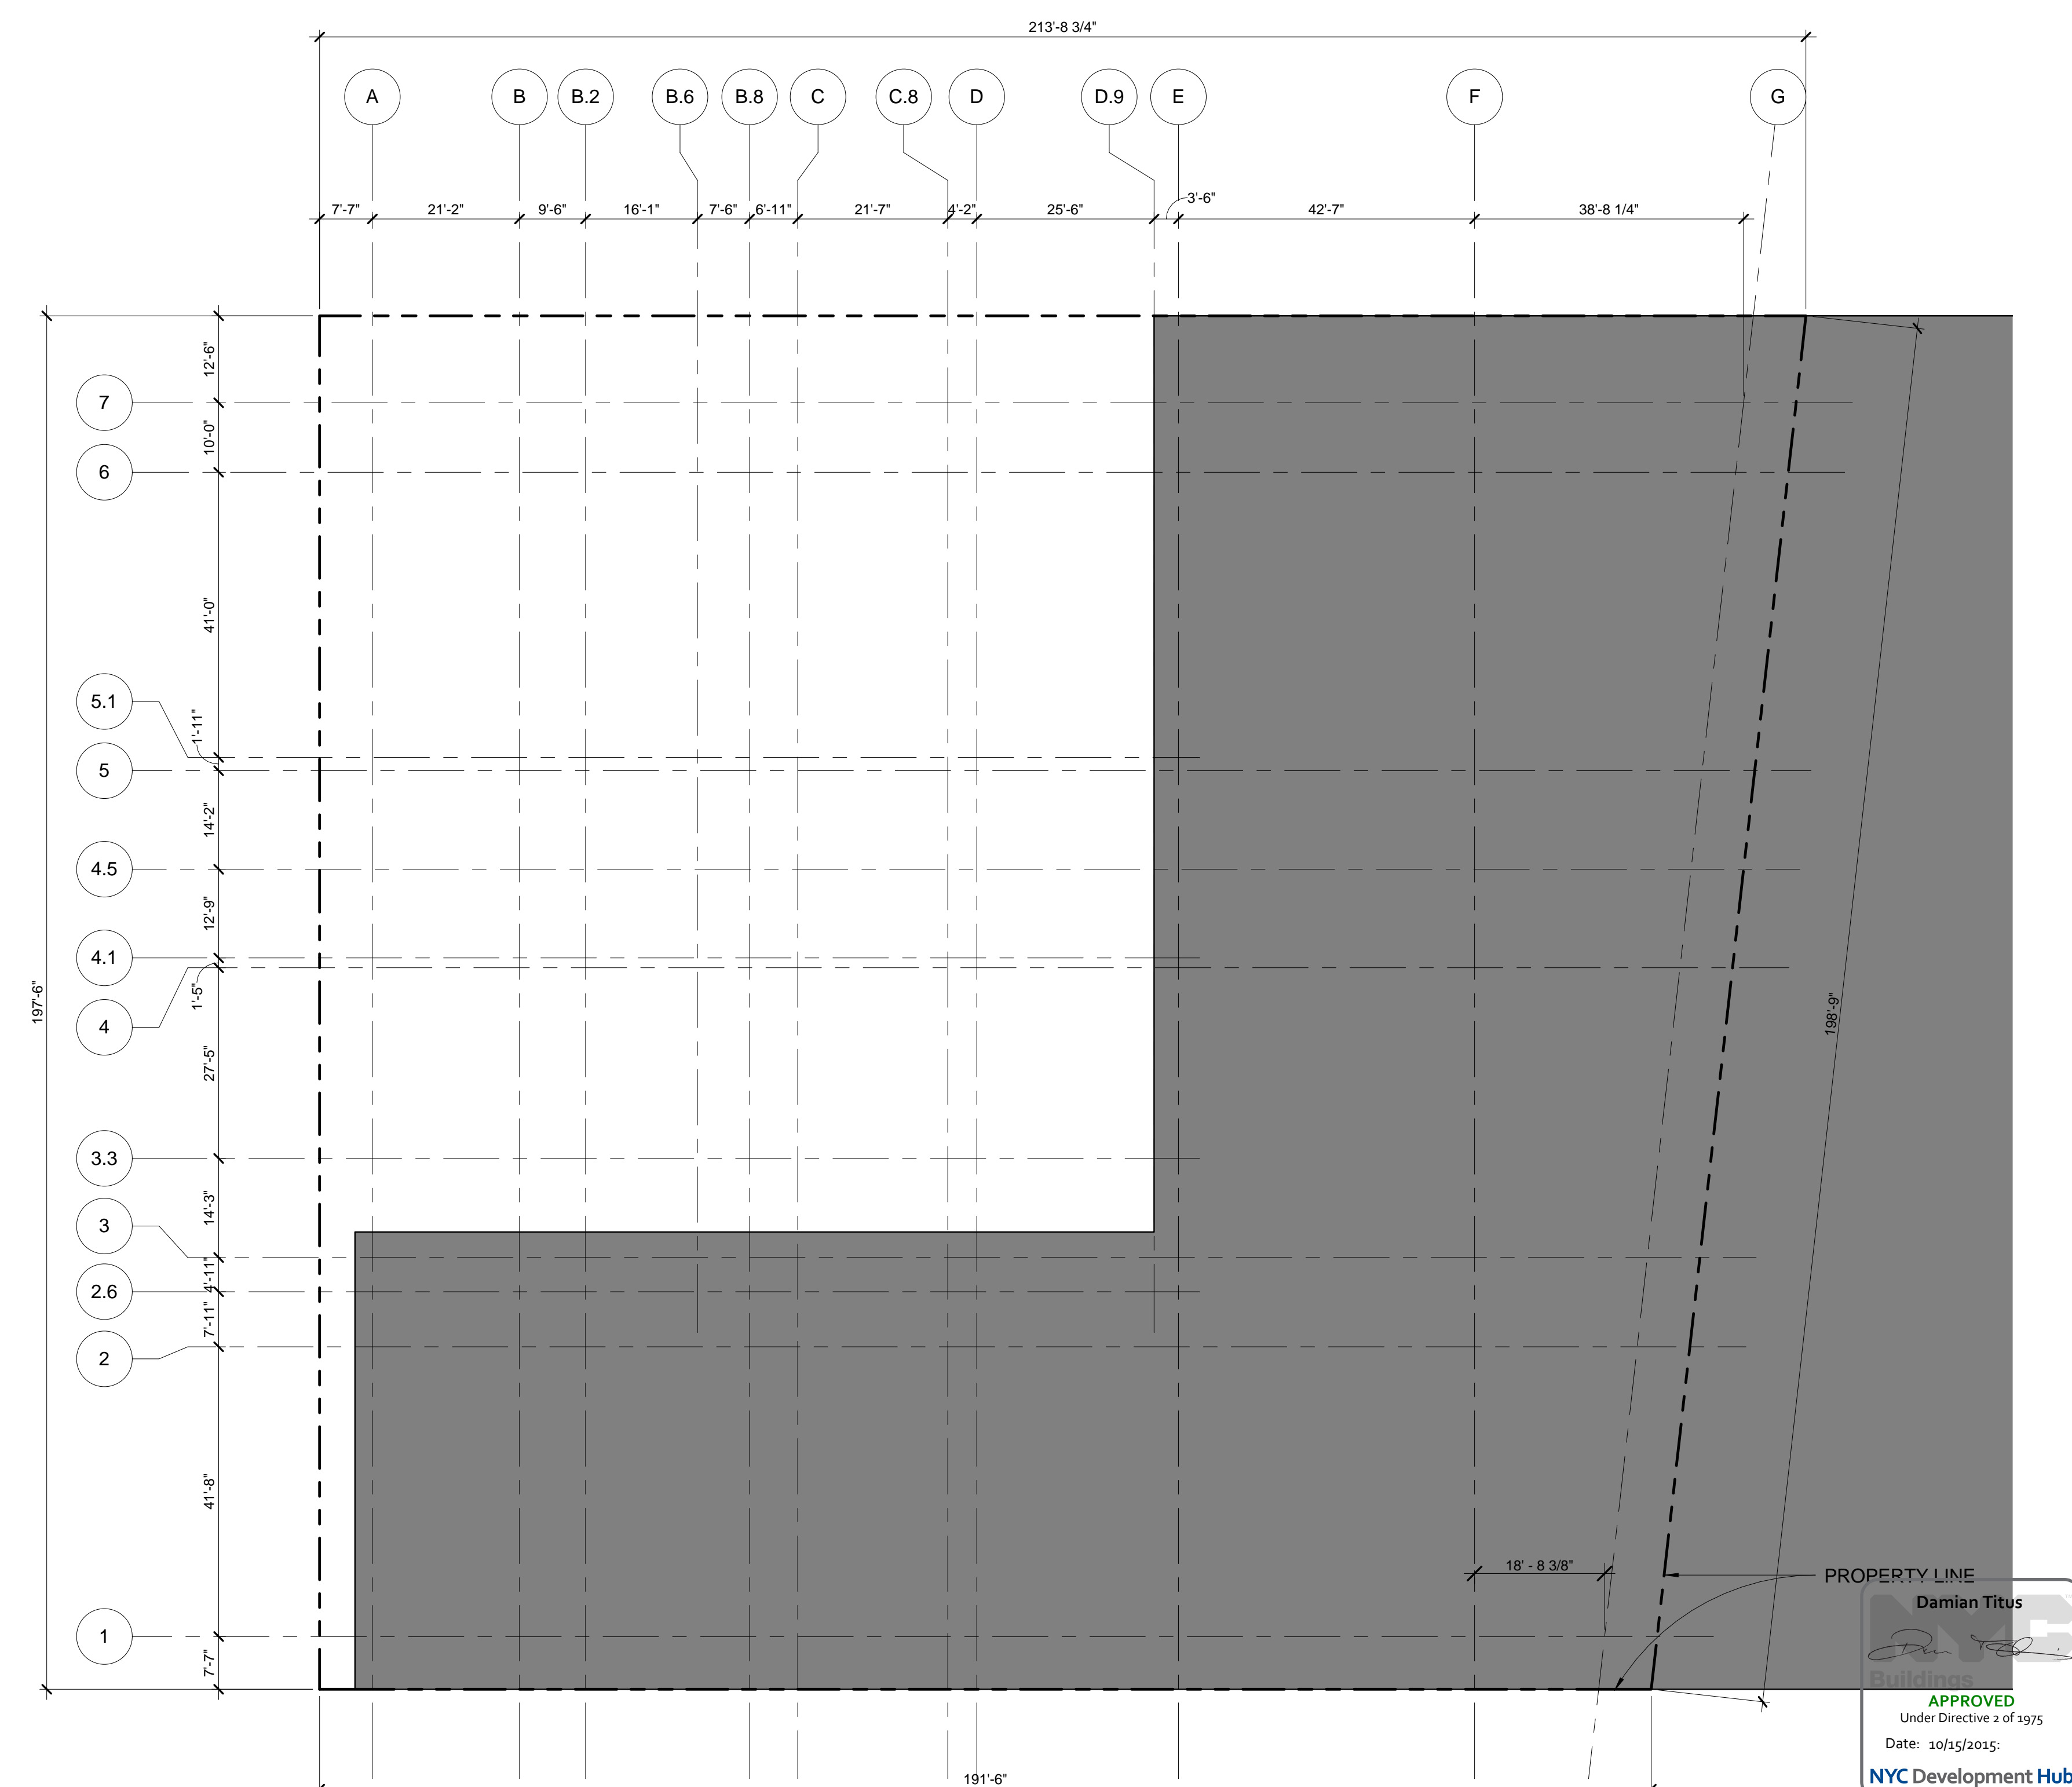 213'-8 3/4"
A B B.2 B.6 B.8 C C.8 D D.9 E F G
7'-7" 21'-2" 9'-6" 16'-1" 7'-6" 6'-11" 21'-7" 4'-2" 25'-6" 3'-6" 42'-7" 38'-8 1/4"
12'-6"
7
10'-0"
6
41'-0"
5.1
1'-11"
5
14'-2"
4.5
12'-9"
4.1
1'-5"
4
197'-6"
198'-9"
27'-5"
3.3
14'-3"
3
4'-11"
2.6
7'-11"
2
41'-8"
18' - 8 3/8"
PROPERTY LINE
1
7'-7"
191'-6"
Damian Titus
NYC
Buildings
APPROVED
Under Directive 2 of 1975
Date: 10/15/2015:
NYC Development Hub